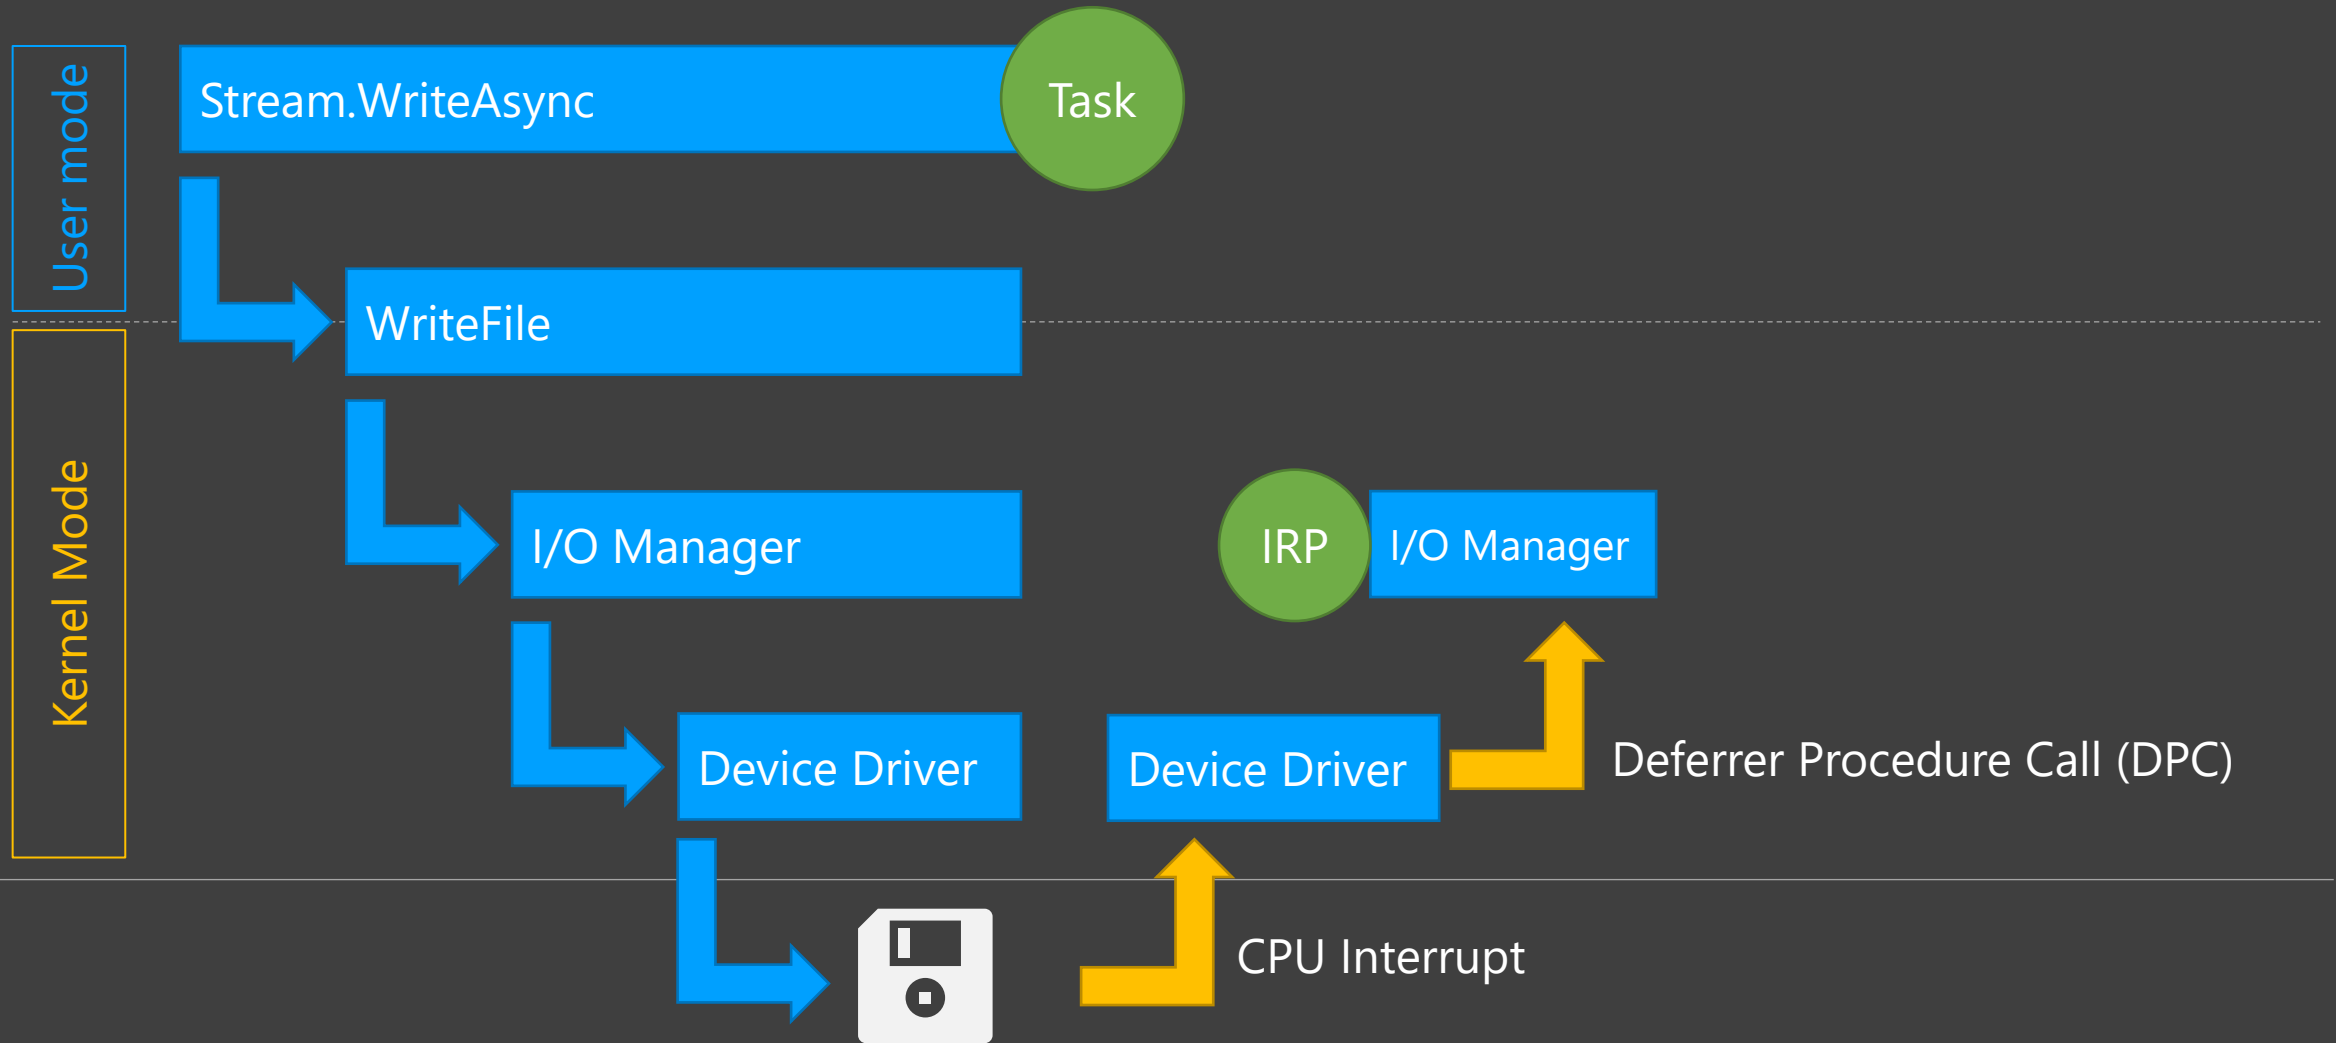 User mode
Stream.WriteAsync
Task
WriteFile
Kernel Mode
I/O Manager
IRP
I/O Manager
Device Driver
Device Driver
Deferrer Procedure Call (DPC)
CPU Interrupt